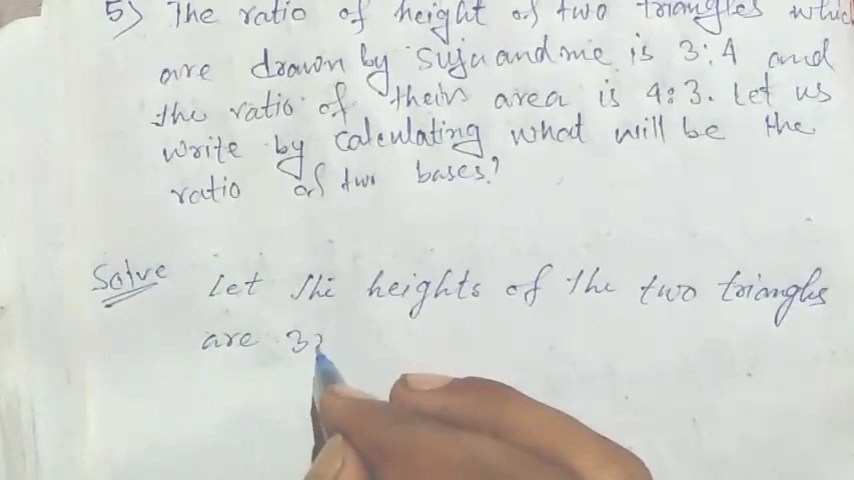 5) The ratio of height of two triangles which
are drawn by Suju and me is 3:4 and
the ratio of their area is 4:3. Let us
write by calculating what will be the
ratio of two bases?
Solve Let the heights of the two triangles
are 3